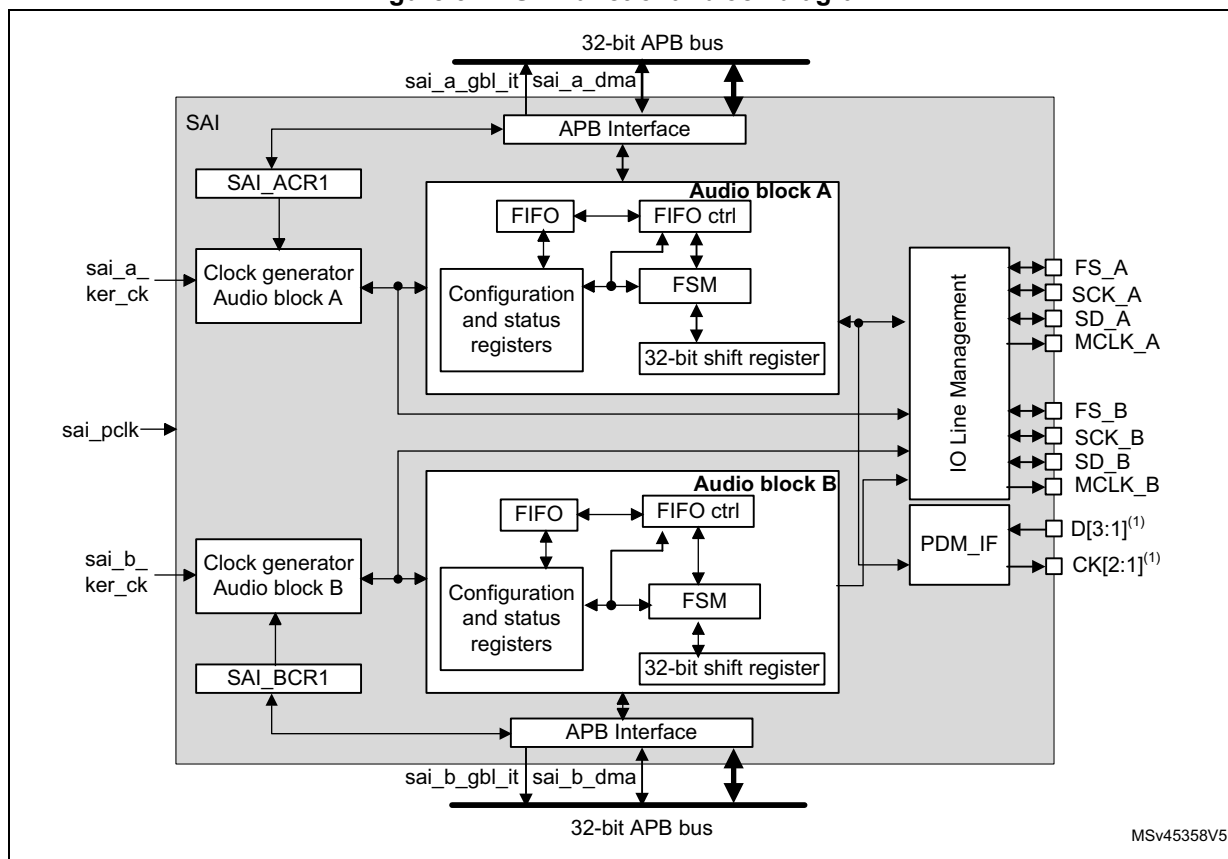 32-bit APB bus
sai_a_gbl_it sai_a_dma
SAI
APB Interface
SAI_ACR1
Audio block A
FIFO
FIFO ctrl
sai_a_
ker_ck
Clock generator
Audio block A
Configuration
and status
registers
FSM
32-bit shift register
IO Line Management
FS_A
SCK_A
SD_A
MCLK_A
sai_pclk
FS_B
SCK_B
SD_B
MCLK_B
Audio block B
FIFO
FIFO ctrl
PDM_IF
D[3:1](1)
CK[2:1](1)
sai_b_
ker_ck
Clock generator
Audio block B
Configuration
and status
registers
FSM
32-bit shift register
SAI_BCR1
APB Interface
sai_b_gbl_it sai_b_dma
32-bit APB bus
MSv45358V5